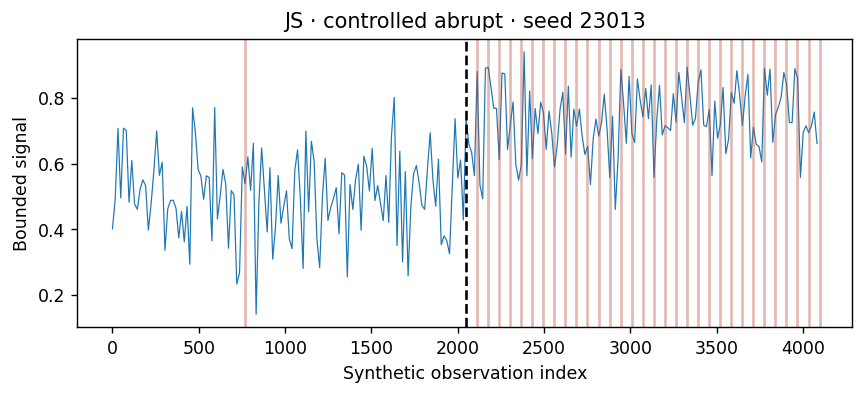 JS · controlled abrupt · seed 23013
Bounded signal
0.8
0.6
0.4
0.2
0 500 1000 1500 2000 2500 3000 3500 4000
Synthetic observation index